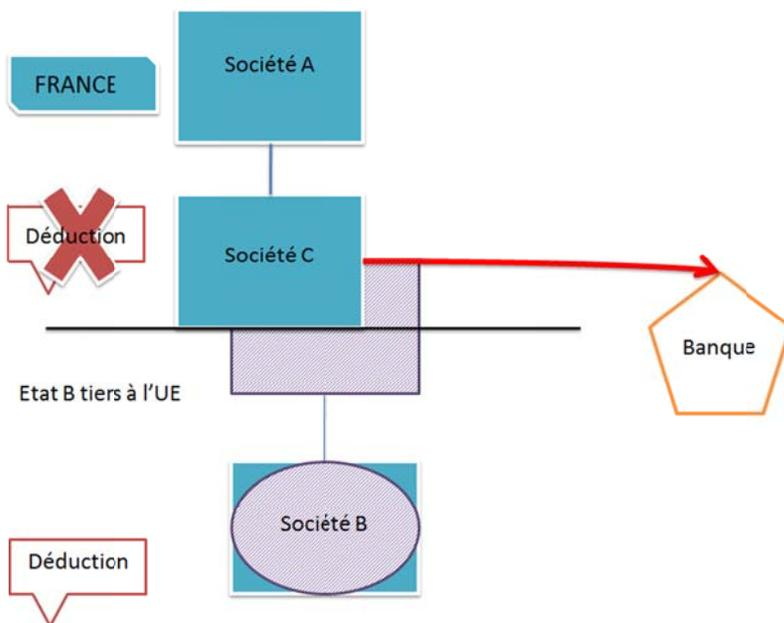 Société A
FRANCE
Déduction
Société C
Banque
Etat B tiers à l'UE
Société B
Déduction